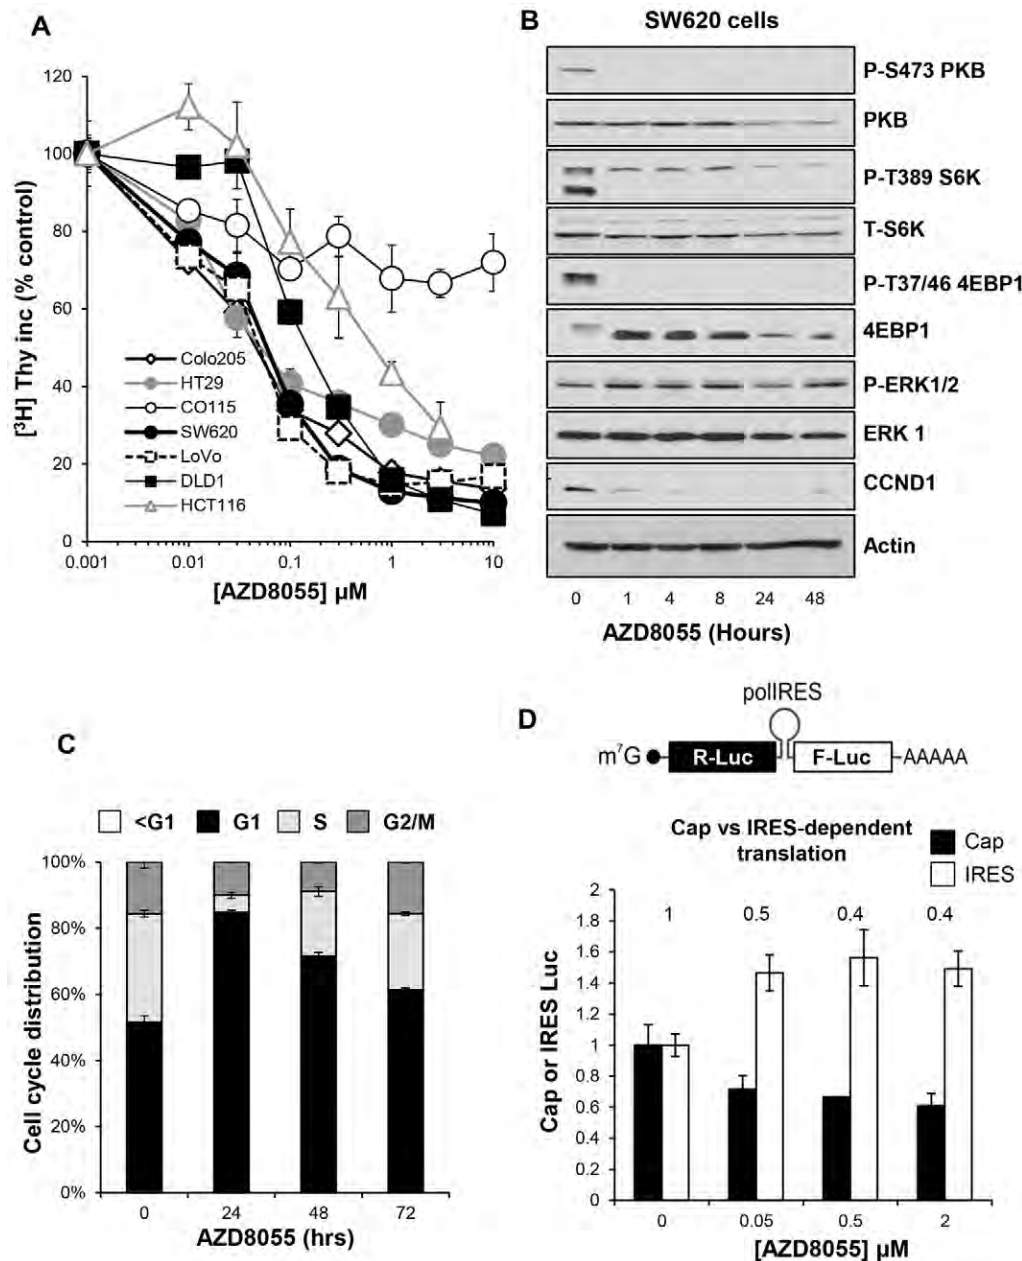 A
120
100
80
60
40
20
0
[³H] Thy inc (% control)
Colo205
HT29
CO115
SW620
LoVo
DLD1
HCT116
0.001 0.01 0.1 1 10
[AZD8055] µM
B
SW620 cells
P-S473 PKB
PKB
P-T389 S6K
T-S6K
P-T37/46 4EBP1
4EBP1
P-ERK1/2
ERK 1
CCND1
Actin
0 1 4 8 24 48
AZD8055 (Hours)
C
<G1 G1 S G2/M
100%
80%
60%
40%
20%
0%
Cell cycle distribution
0 24 48 72
AZD8055 (hrs)
D
polIRES
m⁷G R-Luc F-Luc AAAAA
Cap vs IRES-dependent
translation
Cap
IRES
2
1.8
1.6
1.4
1.2
1
0.8
0.6
0.4
0.2
0
Cap or IRES Luc
1 0.5 0.4 0.4
0 0.05 0.5 2
[AZD8055] µM